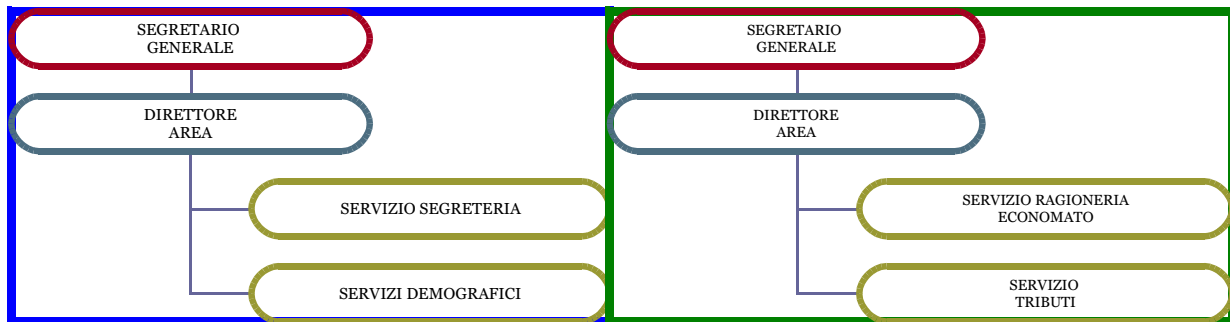 SEGRETARIO
GENERALE
DIRETTORE
AREA
SERVIZIO SEGRETERIA
SERVIZI DEMOGRAFICI
SEGRETARIO
GENERALE
DIRETTORE
AREA
SERVIZIO RAGIONERIA
ECONOMATO
SERVIZIO
TRIBUTI